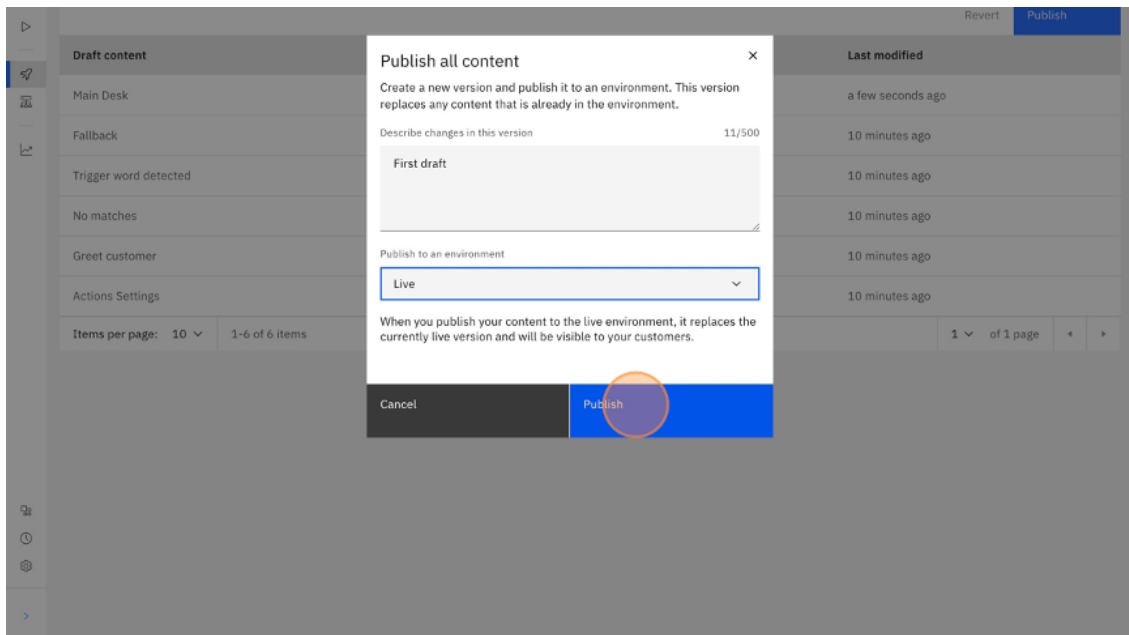 Revert Publish
Draft content Last modified
Publish all content
Create a new version and publish it to an environment. This version
replaces any content that is already in the environment.
Describe changes in this version 11/500
First draft
Publish to an environment
Live
When you publish your content to the live environment, it replaces the
currently live version and will be visible to your customers.
Cancel Publish
Main Desk a few seconds ago
Fallback 10 minutes ago
Trigger word detected 10 minutes ago
No matches 10 minutes ago
Greet customer 10 minutes ago
Actions Settings 10 minutes ago
Items per page: 10 1-6 of 6 items 1 of 1 page